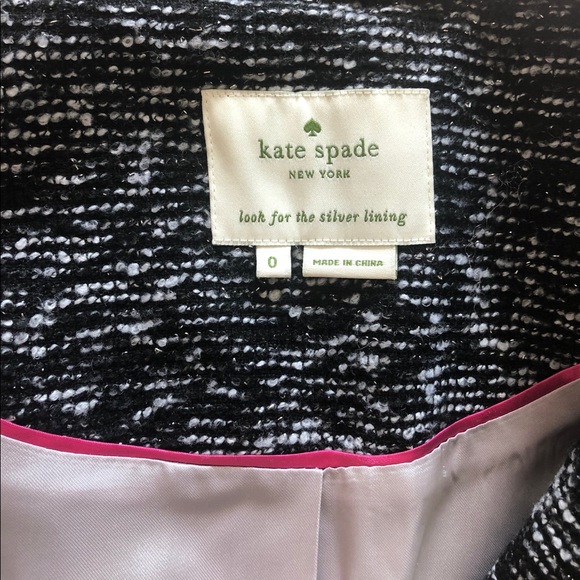 kate spade
NEW YORK
look for the silver lining
0
MADE IN CHINA